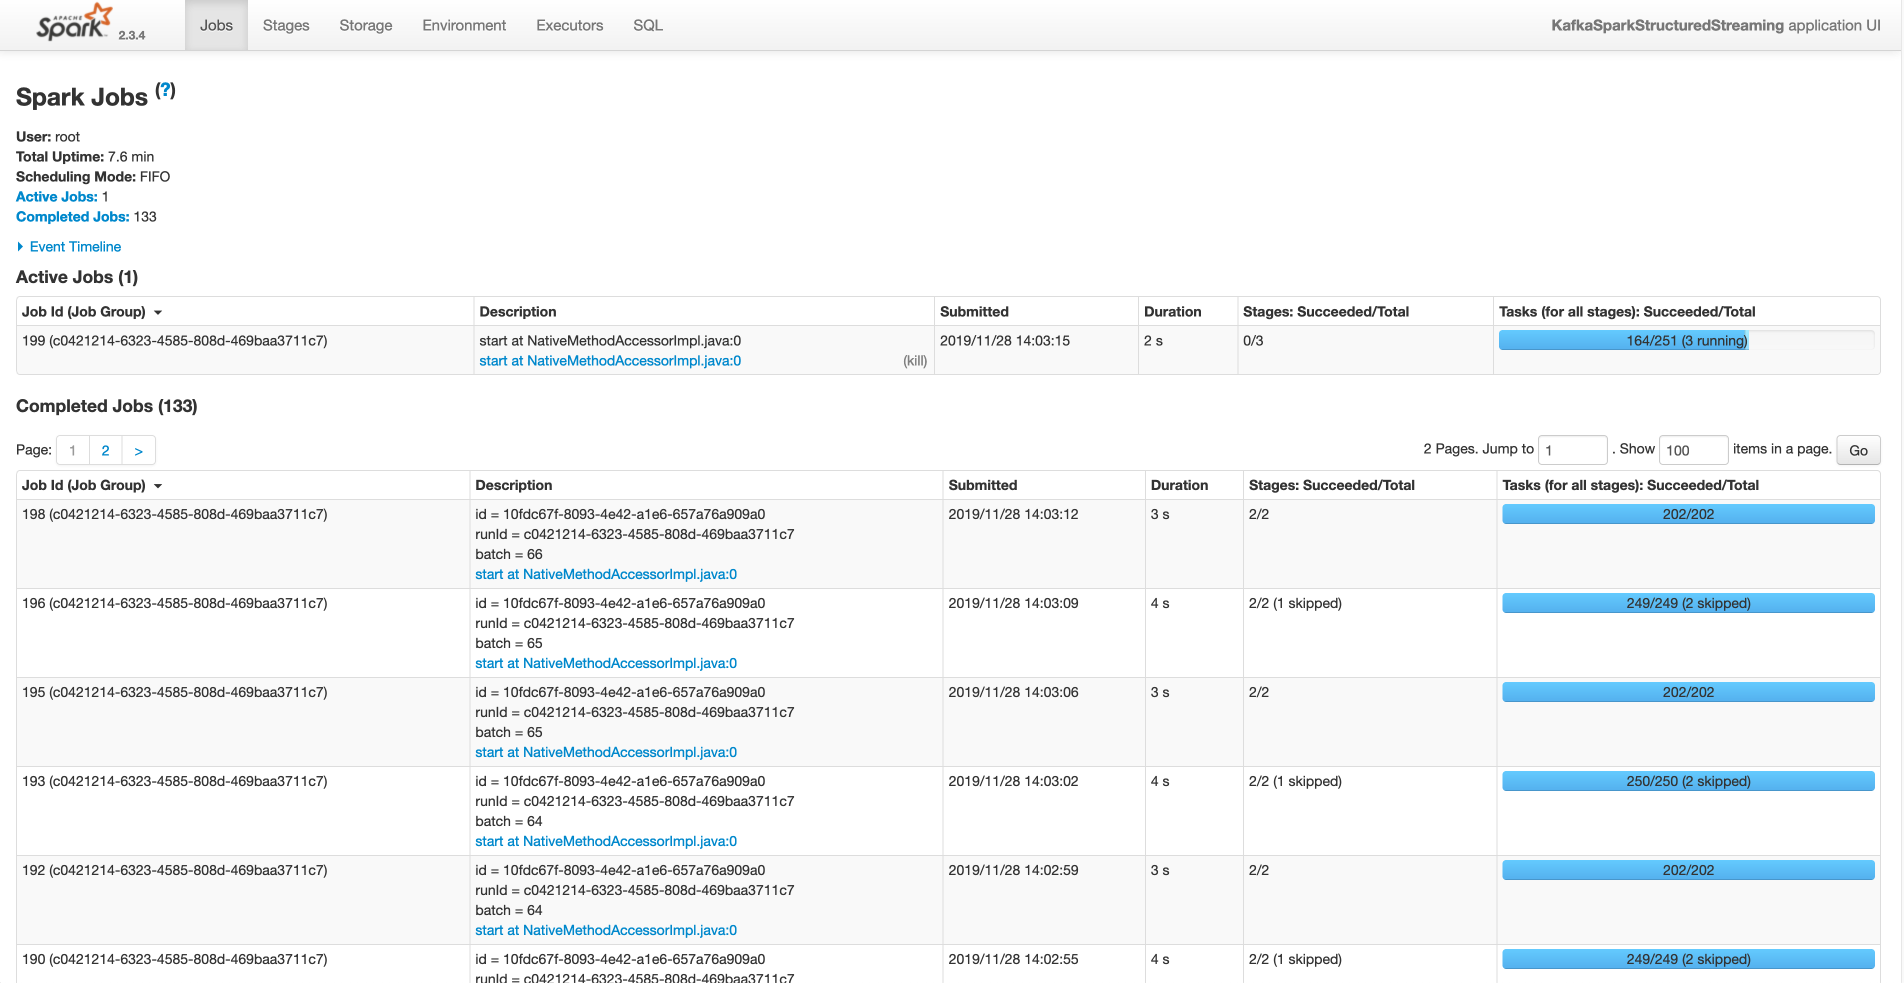 APACHE
Spark 2.3.4 Jobs Stages Storage Environment Executors SQL KafkaSparkStructuredStreaming application UI
Spark Jobs (?)
User: root
Total Uptime: 7.6 min
Scheduling Mode: FIFO
Active Jobs: 1
Completed Jobs: 133
Event Timeline
Active Jobs (1)
Job Id (Job Group) Description Submitted Duration Stages: Succeeded/Total Tasks (for all stages): Succeeded/Total
199 (c0421214-6323-4585-808d-469baa3711c7) start at NativeMethodAccessorImpl.java:0 2019/11/28 14:03:15 2 s 0/3 164/251 (3 running)
start at NativeMethodAccessorImpl.java:0 (kill)
Completed Jobs (133)
Page: 1 2 > 2 Pages. Jump to 1 . Show 100 items in a page. Go
Job Id (Job Group) Description Submitted Duration Stages: Succeeded/Total Tasks (for all stages): Succeeded/Total
198 (c0421214-6323-4585-808d-469baa3711c7) id = 10fdc67f-8093-4e42-a1e6-657a76a909a0 2019/11/28 14:03:12 3 s 2/2 202/202
runId = c0421214-6323-4585-808d-469baa3711c7
batch = 66
start at NativeMethodAccessorImpl.java:0
196 (c0421214-6323-4585-808d-469baa3711c7) id = 10fdc67f-8093-4e42-a1e6-657a76a909a0 2019/11/28 14:03:09 4 s 2/2 (1 skipped) 249/249 (2 skipped)
runId = c0421214-6323-4585-808d-469baa3711c7
batch = 65
start at NativeMethodAccessorImpl.java:0
195 (c0421214-6323-4585-808d-469baa3711c7) id = 10fdc67f-8093-4e42-a1e6-657a76a909a0 2019/11/28 14:03:06 3 s 2/2 202/202
runId = c0421214-6323-4585-808d-469baa3711c7
batch = 65
start at NativeMethodAccessorImpl.java:0
193 (c0421214-6323-4585-808d-469baa3711c7) id = 10fdc67f-8093-4e42-a1e6-657a76a909a0 2019/11/28 14:03:02 4 s 2/2 (1 skipped) 250/250 (2 skipped)
runId = c0421214-6323-4585-808d-469baa3711c7
batch = 64
start at NativeMethodAccessorImpl.java:0
192 (c0421214-6323-4585-808d-469baa3711c7) id = 10fdc67f-8093-4e42-a1e6-657a76a909a0 2019/11/28 14:02:59 3 s 2/2 202/202
runId = c0421214-6323-4585-808d-469baa3711c7
batch = 64
start at NativeMethodAccessorImpl.java:0
190 (c0421214-6323-4585-808d-469baa3711c7) id = 10fdc67f-8093-4e42-a1e6-657a76a909a0 2019/11/28 14:02:55 4 s 2/2 (1 skipped) 249/249 (2 skipped)
runId = c0421214-6323-4585-808d-469baa3711c7